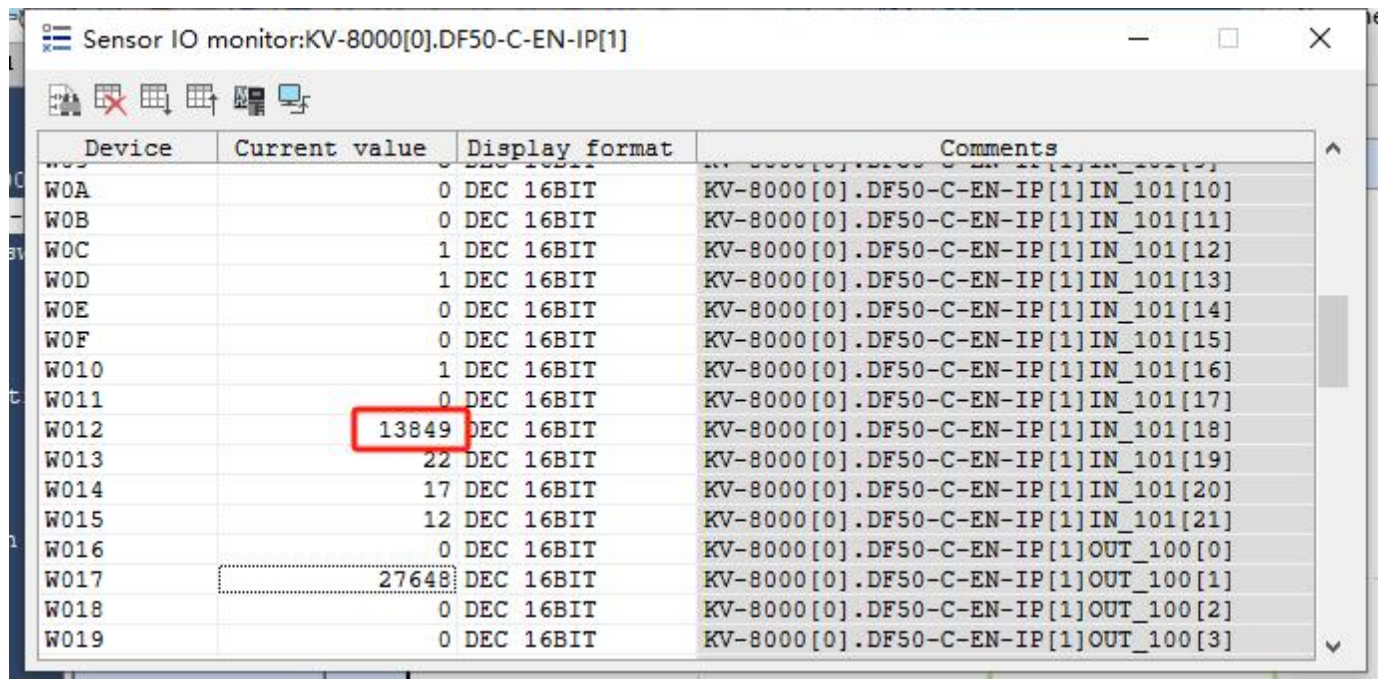 Sensor IO monitor:KV-8000[0].DF50-C-EN-IP[1]
Device Current value Display format Comments
W0A 0 DEC 16BIT KV-8000[0].DF50-C-EN-IP[1]IN_101[10]
W0B 0 DEC 16BIT KV-8000[0].DF50-C-EN-IP[1]IN_101[11]
W0C 1 DEC 16BIT KV-8000[0].DF50-C-EN-IP[1]IN_101[12]
W0D 1 DEC 16BIT KV-8000[0].DF50-C-EN-IP[1]IN_101[13]
W0E 0 DEC 16BIT KV-8000[0].DF50-C-EN-IP[1]IN_101[14]
W0F 0 DEC 16BIT KV-8000[0].DF50-C-EN-IP[1]IN_101[15]
W010 1 DEC 16BIT KV-8000[0].DF50-C-EN-IP[1]IN_101[16]
W011 0 DEC 16BIT KV-8000[0].DF50-C-EN-IP[1]IN_101[17]
W012 13849 DEC 16BIT KV-8000[0].DF50-C-EN-IP[1]IN_101[18]
W013 22 DEC 16BIT KV-8000[0].DF50-C-EN-IP[1]IN_101[19]
W014 17 DEC 16BIT KV-8000[0].DF50-C-EN-IP[1]IN_101[20]
W015 12 DEC 16BIT KV-8000[0].DF50-C-EN-IP[1]IN_101[21]
W016 0 DEC 16BIT KV-8000[0].DF50-C-EN-IP[1]OUT_100[0]
W017 27648 DEC 16BIT KV-8000[0].DF50-C-EN-IP[1]OUT_100[1]
W018 0 DEC 16BIT KV-8000[0].DF50-C-EN-IP[1]OUT_100[2]
W019 0 DEC 16BIT KV-8000[0].DF50-C-EN-IP[1]OUT_100[3]